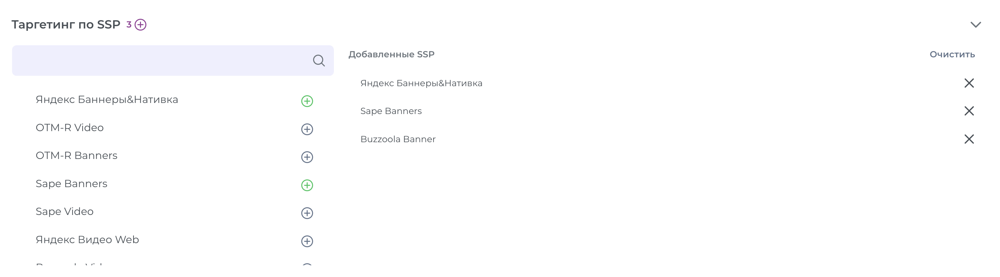 Таргетинг по SSP 3
Добавленные SSP
Очистить
Яндекс Баннеры&Нативка
OTM-R Video
OTM-R Banners
Sape Banners
Sape Video
Яндекс Видео Web
Яндекс Баннеры&Нативка
Sape Banners
Buzzoola Banner